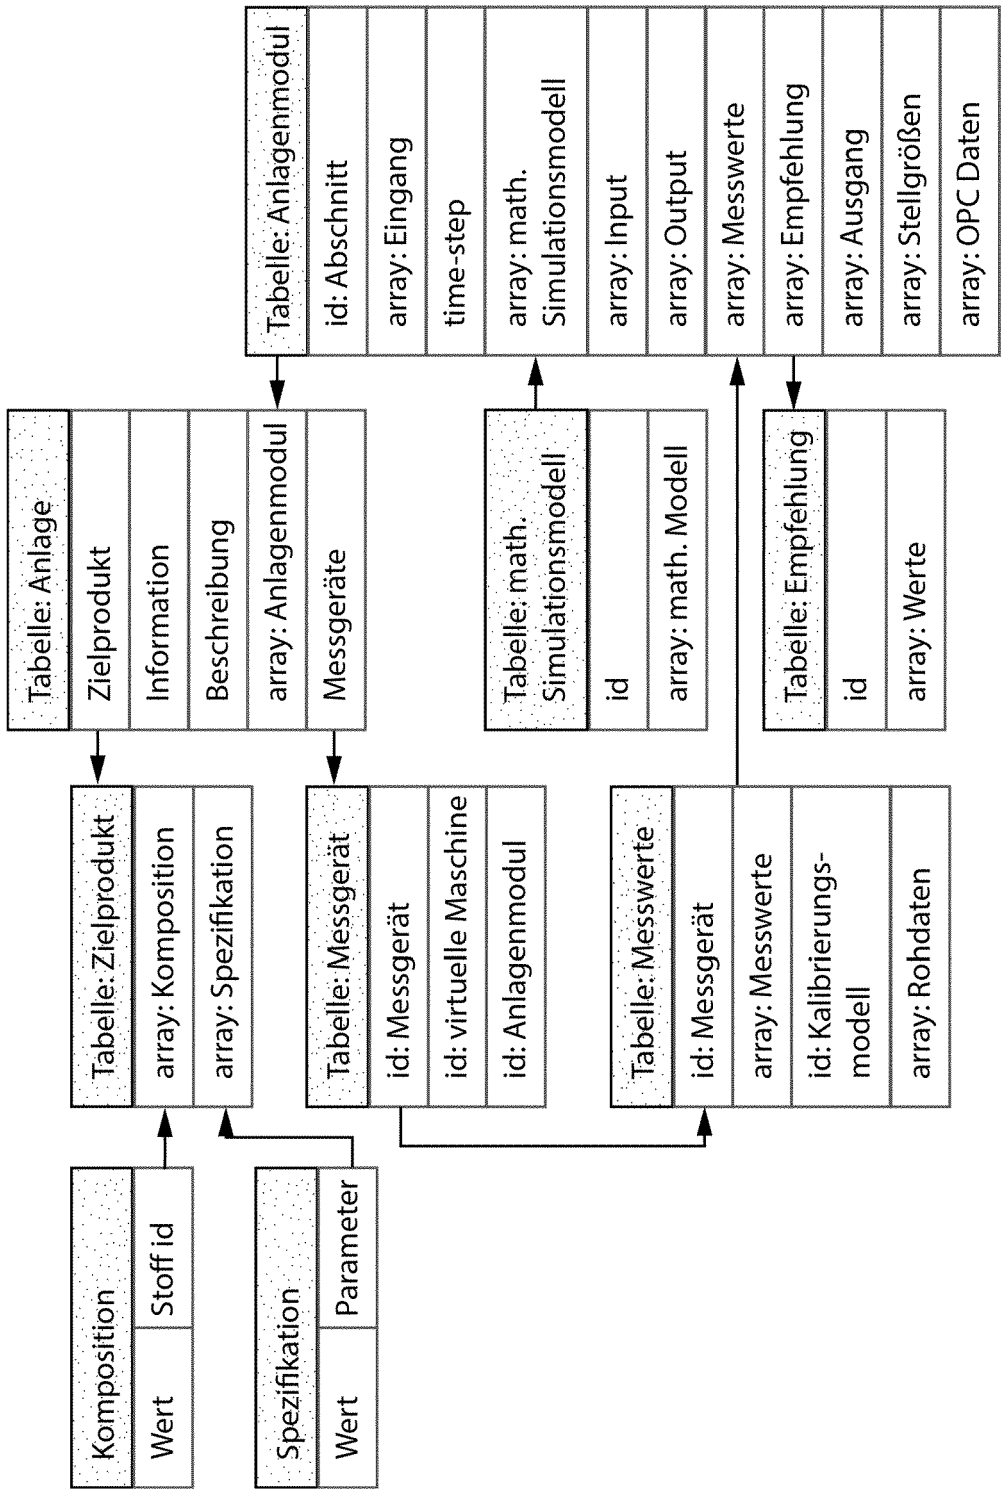 Komposition
Wert
Stoff id
Spezifikation
Wert
Parameter
Tabelle: Zielprodukt
array: Komposition
array: Spezifikation
Tabelle: Messgerät
id: Messgerät
id: virtuelle Maschine
id: Anlagenmodul
Tabelle: Messwerte
id: Messgerät
array: Messwerte
id: Kalibrierungs-
modell
array: Rohdaten
Tabelle: Anlage
Zielprodukt
Information
Beschreibung
array: Anlagenmodul
Messgeräte
Tabelle: math.
Simulationsmodell
id
array: math. Modell
Tabelle: Empfehlung
id
array: Werte
Tabelle: Anlagenmodul
id: Abschnitt
array: Eingang
time-step
array: math.
Simulationsmodell
array: Input
array: Output
array: Messwerte
array: Empfehlung
array: Ausgang
array: Stellgrößen
array: OPC Daten